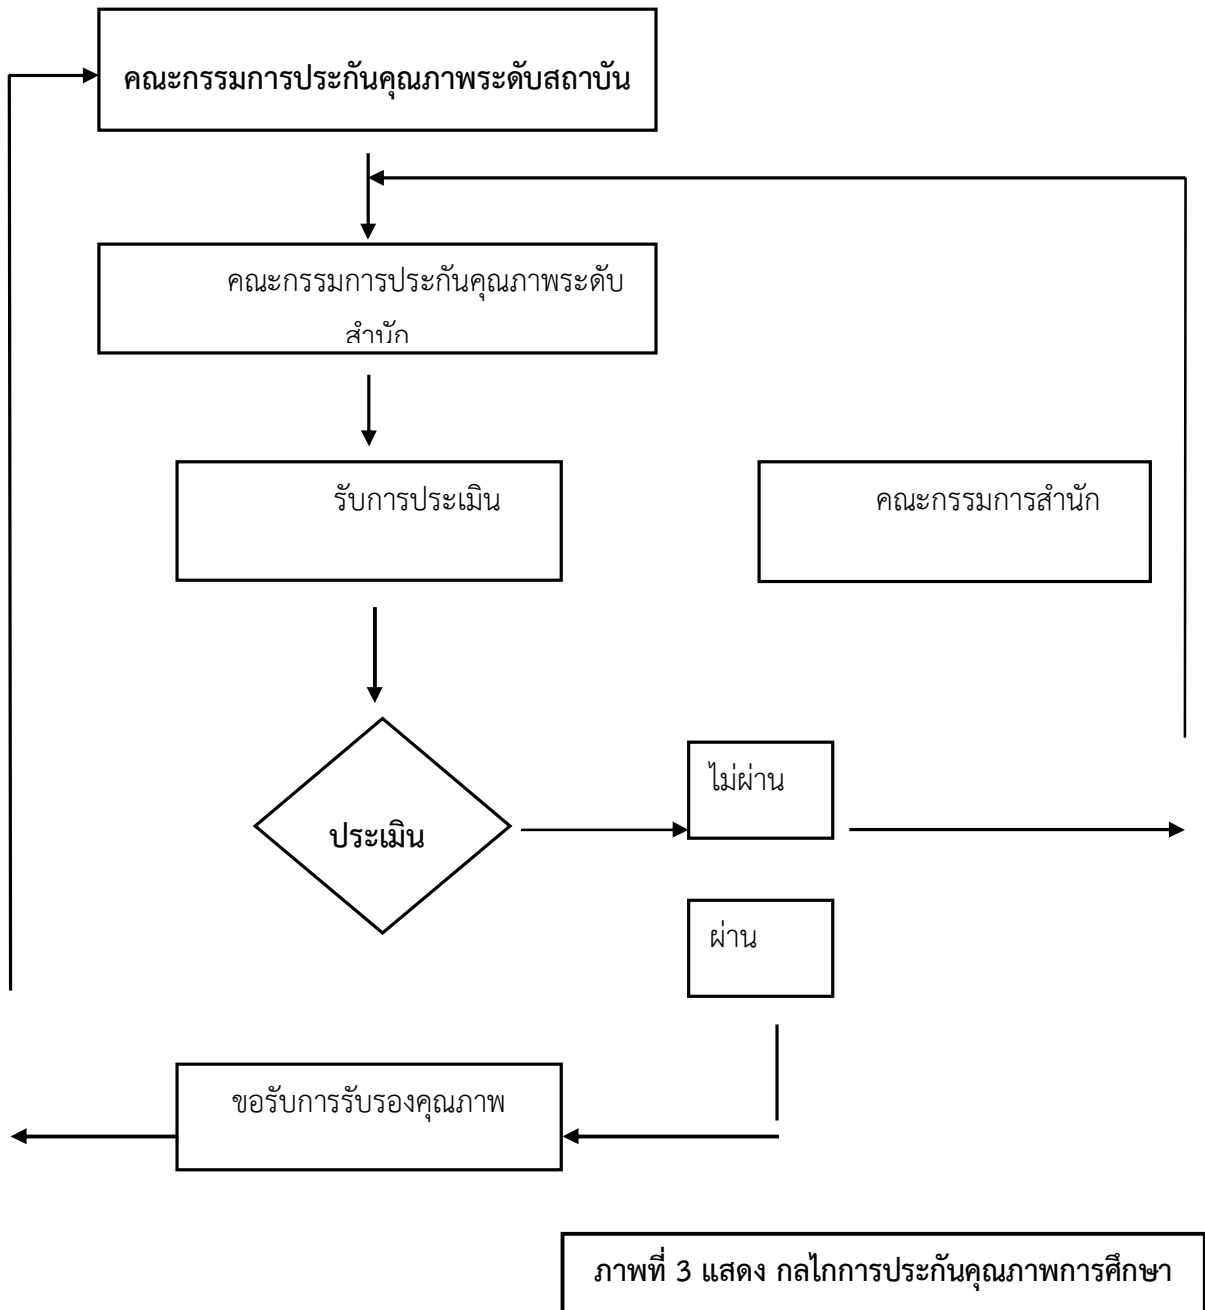 คณะกรรมการประกันคุณภาพระดับสถาบัน
คณะกรรมการประกันคุณภาพระดับ
สำนัก
รับการประเมิน
คณะกรรมการสำนัก
ไม่ผ่าน
ประเมิน
ผ่าน
ขอรับการรับรองคุณภาพ
ภาพที่ 3 แสดง กลไกการประกันคุณภาพการศึกษา